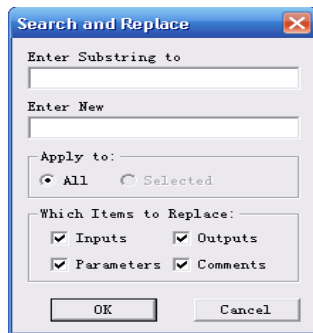 Search and Replace
Enter Substring to
Enter New
Apply to:
All Selected
Which Items to Replace:
Inputs Outputs
Parameters Comments
OK Cancel